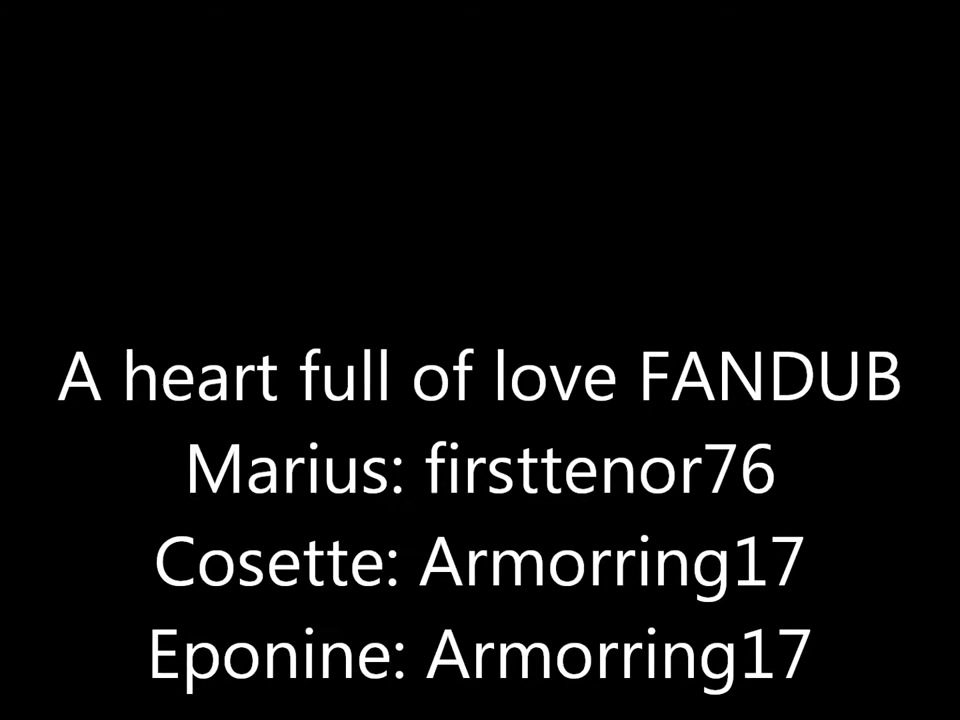 A heart full of love FANDUB
Marius: firsttenor76
Cosette: Armorring17
Eponine: Armorring17